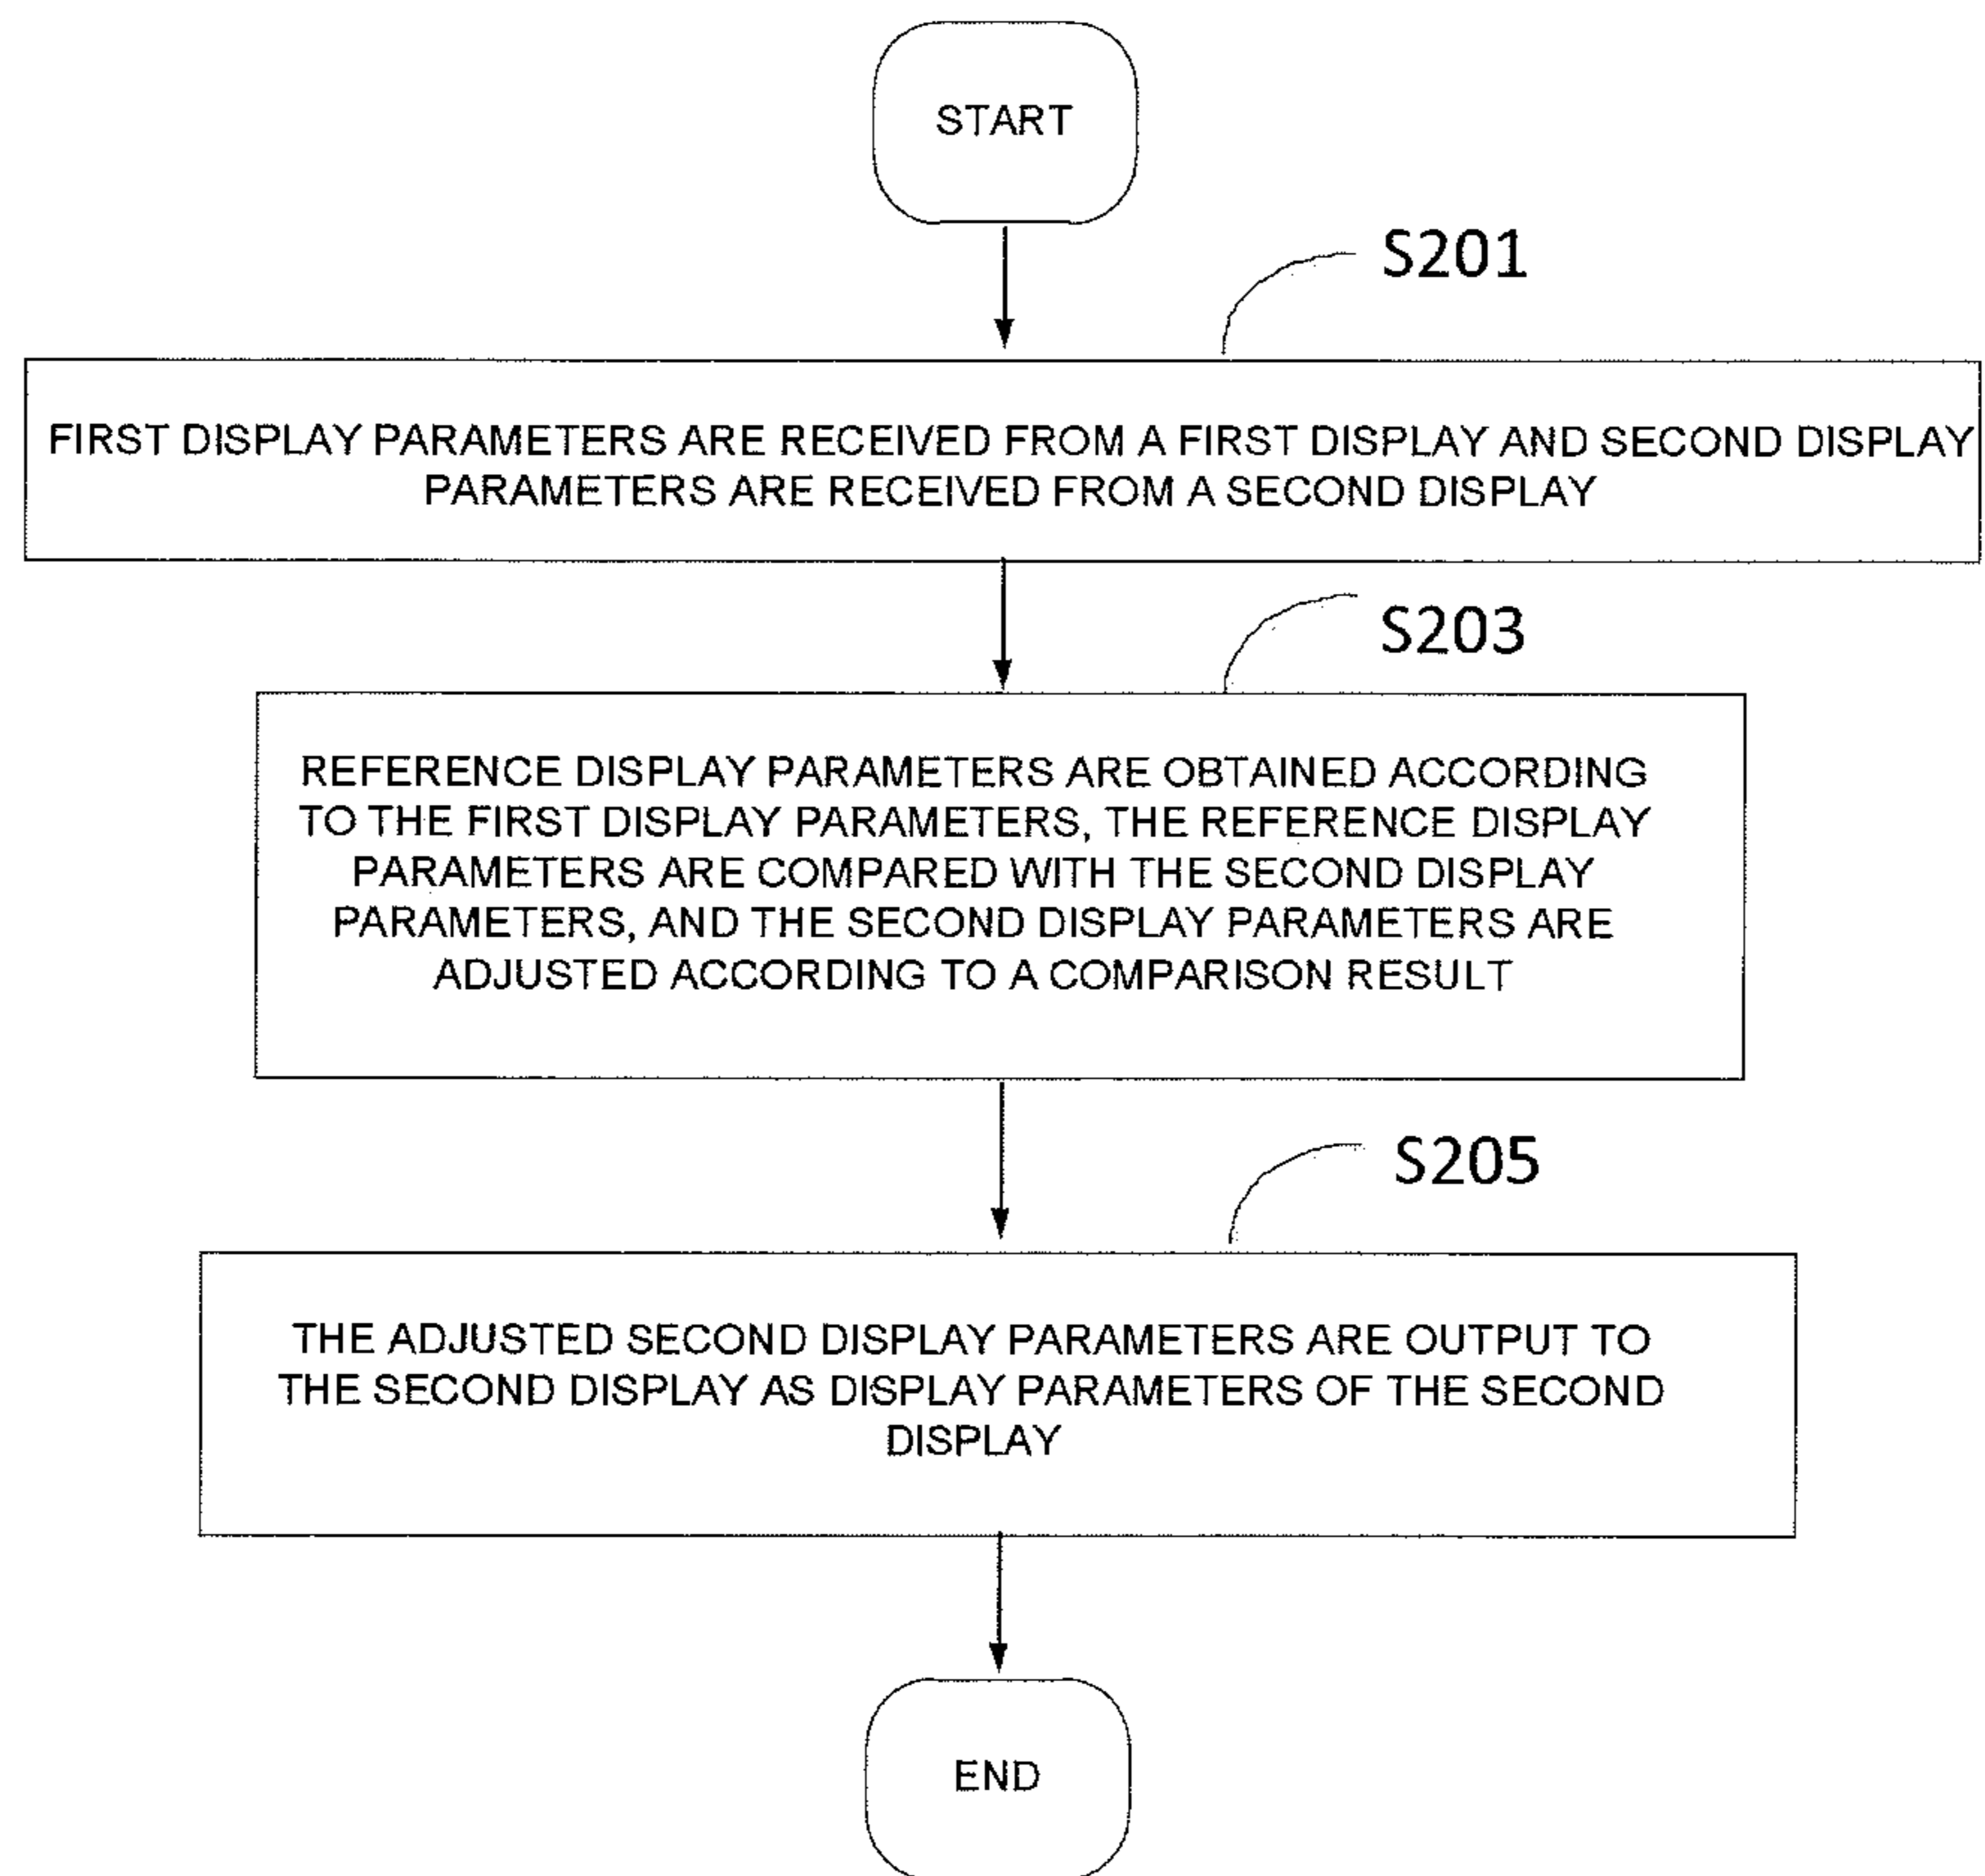 START
S201
FIRST DISPLAY PARAMETERS ARE RECEIVED FROM A FIRST DISPLAY AND SECOND DISPLAY
PARAMETERS ARE RECEIVED FROM A SECOND DISPLAY
S203
REFERENCE DISPLAY PARAMETERS ARE OBTAINED ACCORDING
TO THE FIRST DISPLAY PARAMETERS, THE REFERENCE DISPLAY
PARAMETERS ARE COMPARED WITH THE SECOND DISPLAY
PARAMETERS, AND THE SECOND DISPLAY PARAMETERS ARE
ADJUSTED ACCORDING TO A COMPARISON RESULT
S205
THE ADJUSTED SECOND DISPLAY PARAMETERS ARE OUTPUT TO
THE SECOND DISPLAY AS DISPLAY PARAMETERS OF THE SECOND
DISPLAY
END